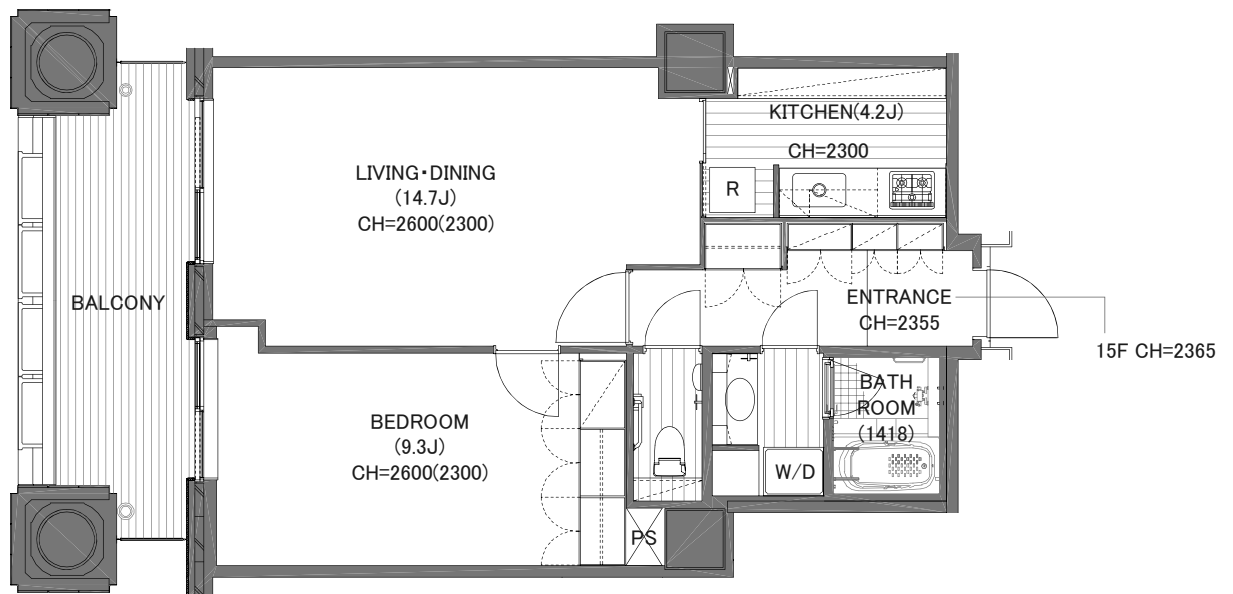 KITCHEN(4.2J)
CH=2300
LIVING・DINING
(14.7J)
CH=2600(2300)
R
BALCONY
ENTRANCE
CH=2355
15F CH=2365
BEDROOM
(9.3J)
CH=2600(2300)
BATH
ROOM
(1418)
W/D
PS